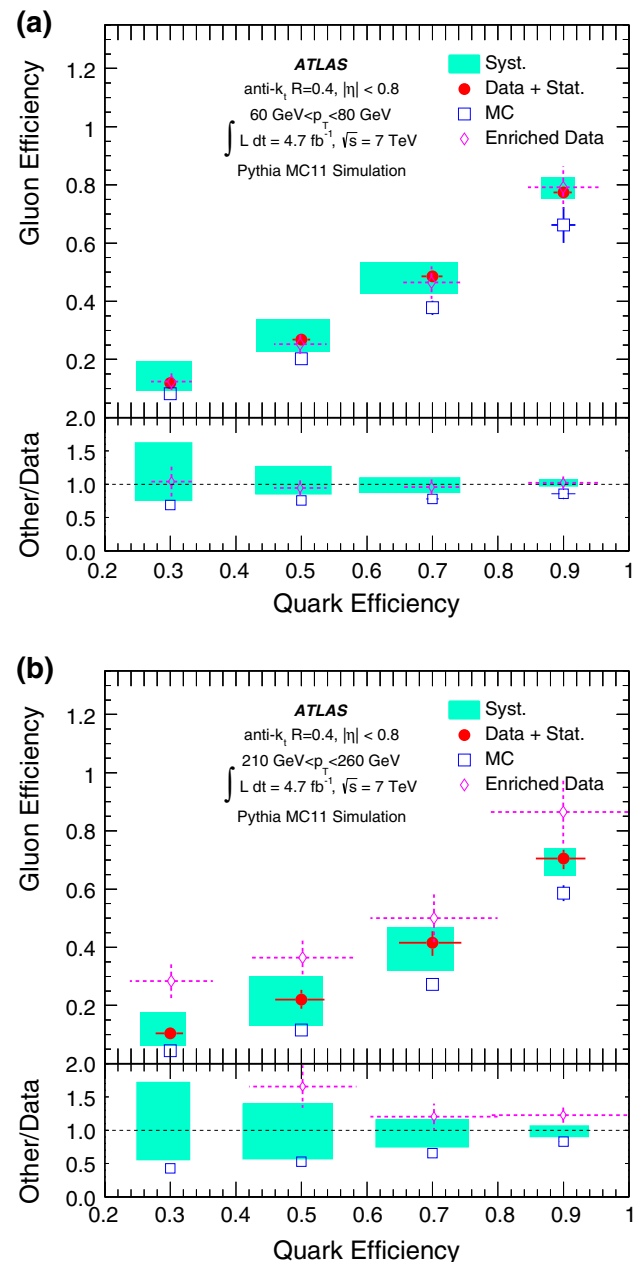 (a)
ATLAS
anti-kt R=0.4, |η| < 0.8
60 GeV<pT<80 GeV
∫ L dt = 4.7 fb-1, √s = 7 TeV
Pythia MC11 Simulation
Syst.
Data + Stat.
MC
Enriched Data
Gluon Efficiency
1.2
1
0.8
0.6
0.4
0.2
Other/Data
2.0
1.5
1.0
0.5
0.0
0.2 0.3 0.4 0.5 0.6 0.7 0.8 0.9 1
Quark Efficiency
(b)
ATLAS
anti-kt R=0.4, |η| < 0.8
210 GeV<pT<260 GeV
∫ L dt = 4.7 fb-1, √s = 7 TeV
Pythia MC11 Simulation
Syst.
Data + Stat.
MC
Enriched Data
Gluon Efficiency
1.2
1
0.8
0.6
0.4
0.2
Other/Data
2.0
1.5
1.0
0.5
0.0
0.2 0.3 0.4 0.5 0.6 0.7 0.8 0.9 1
Quark Efficiency